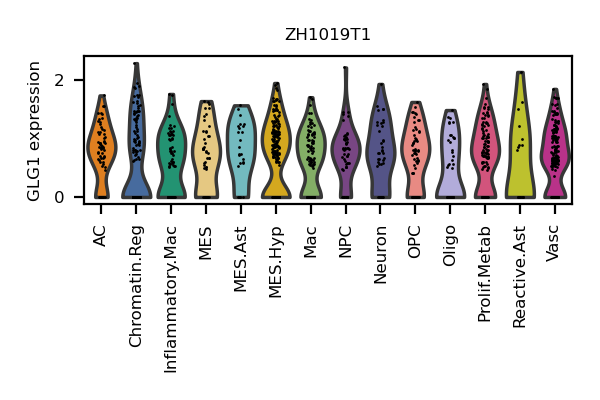 ZH1019T1
GLG1 expression
2
0
AC
Chromatin.Reg
Inflammatory.Mac
MES
MES.Ast
MES.Hyp
Mac
NPC
Neuron
OPC
Oligo
Prolif.Metab
Reactive.Ast
Vasc